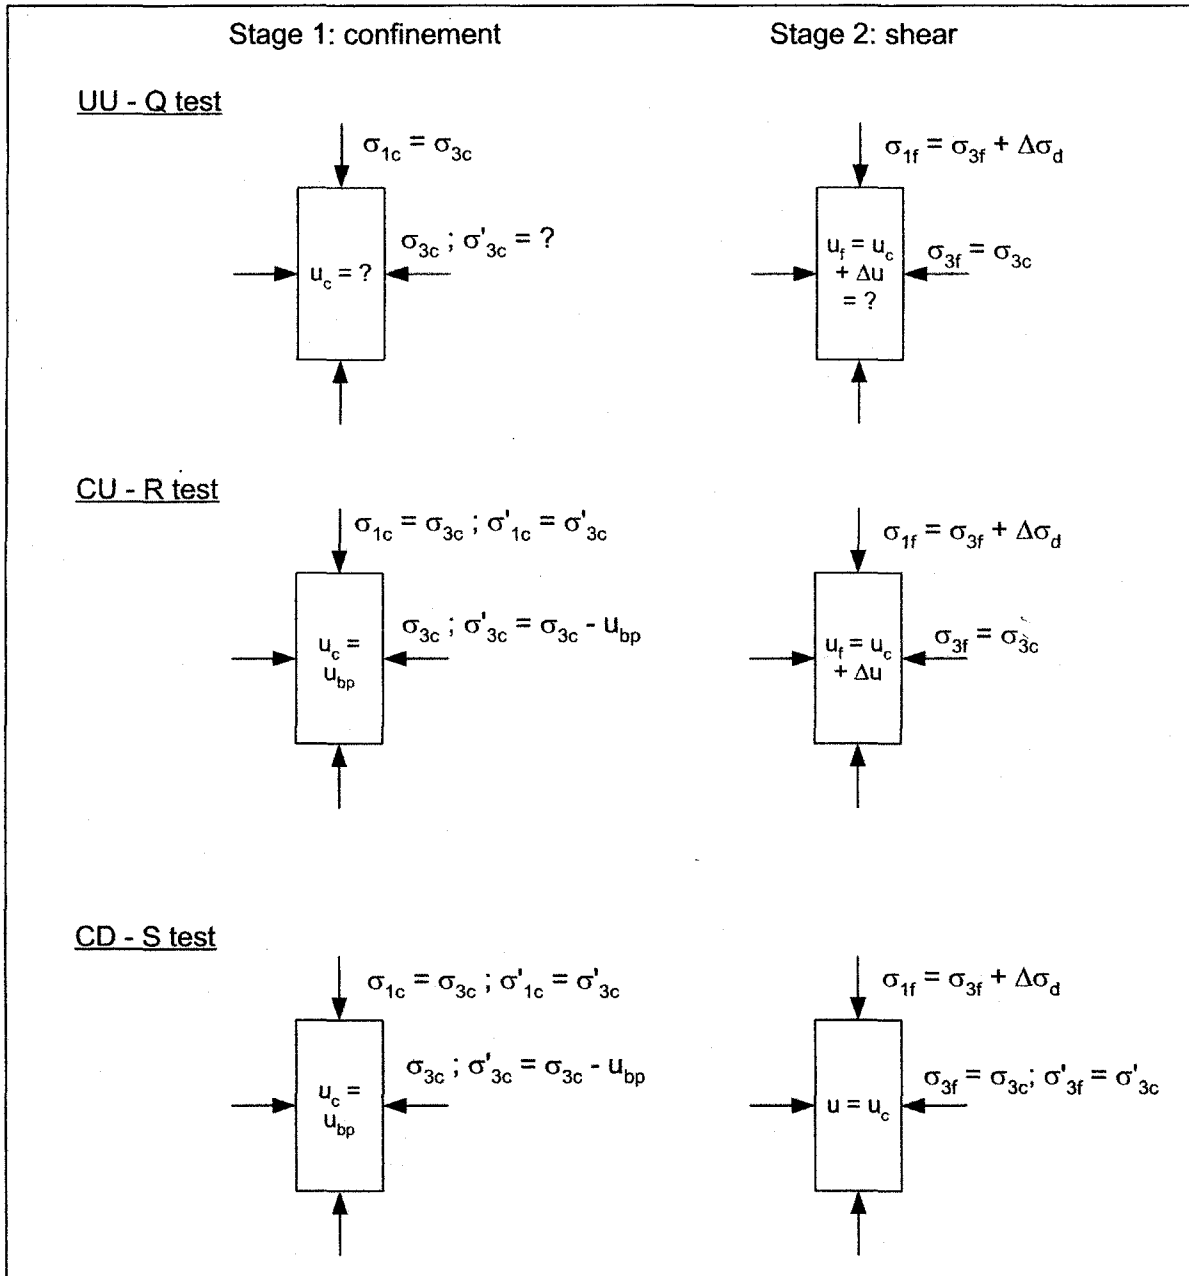 Stage 1: confinement
Stage 2: shear
UU - Q test
σ1c = σ3c
σ1f = σ3f + Δσd
σ3c ; σ'3c = ?
uc = ?
uf = uc
+ Δu
= ?
σ3f = σ3c
CU - R test
σ1c = σ3c ; σ'1c = σ'3c
σ1f = σ3f + Δσd
σ3c ; σ'3c = σ3c - ubp
uc =
ubp
uf = uc
+ Δu
σ3f = σ3c
CD - S test
σ1c = σ3c ; σ'1c = σ'3c
σ1f = σ3f + Δσd
σ3c ; σ'3c = σ3c - ubp
uc =
ubp
u = uc
σ3f = σ3c; σ'3f = σ'3c